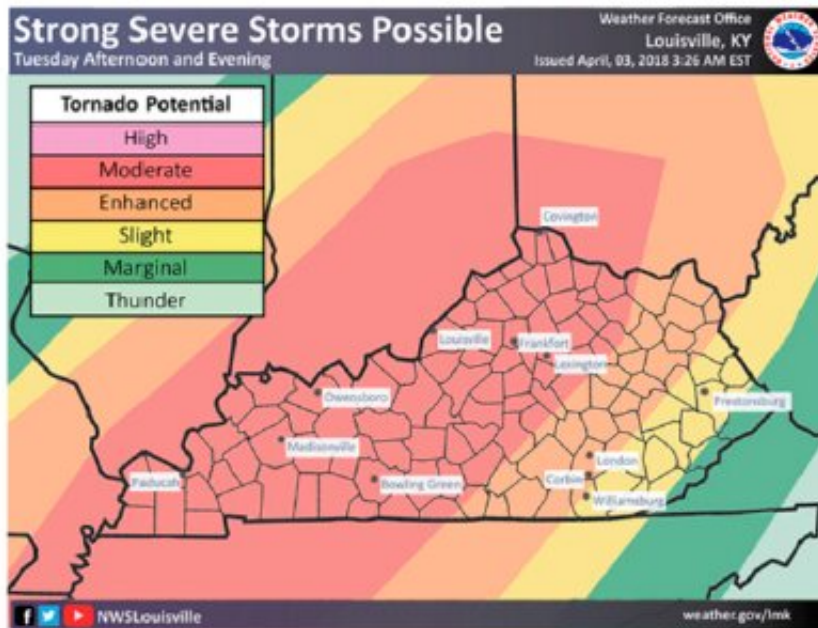 Strong Severe Storms Possible
Tuesday Afternoon and Evening
Weather Forecast Office
Louisville, KY
Issued April, 03, 2018 3:26 AM EST
Tornado Potential
High
Moderate
Enhanced
Slight
Marginal
Thunder
Covington
Louisville
Frankfort
Lexington
Owensboro
Prestonsburg
Madisonville
London
Paducah
Bowling Green
Corbin
Williamsburg
NWSLouisville
weather.gov/lmk